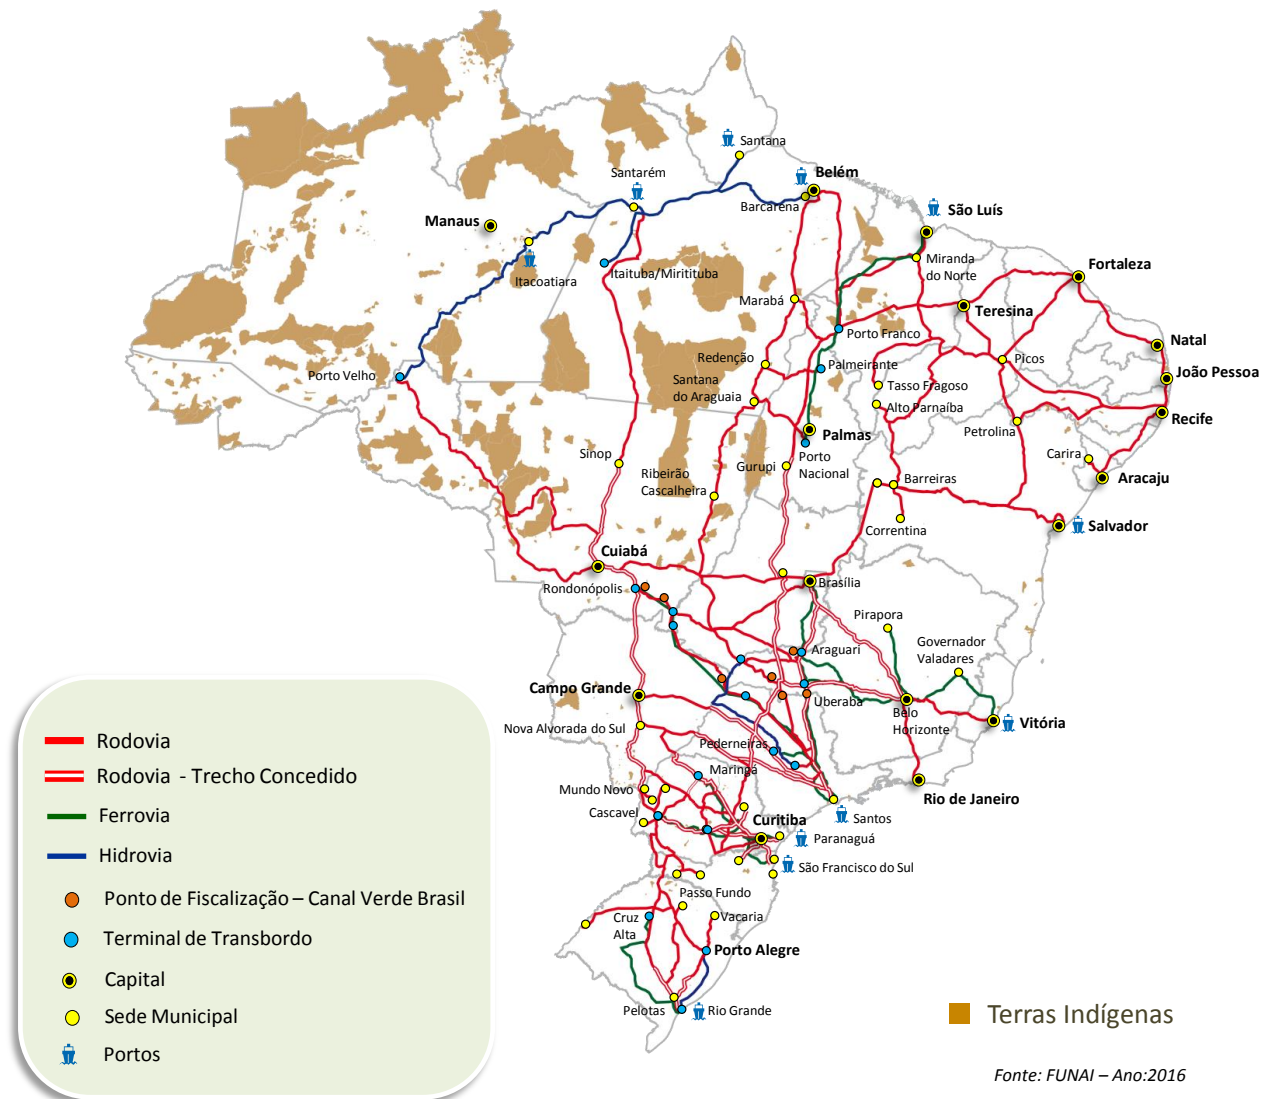 Santana
Santarém
Belém
Barcarena
São Luís
Manaus
Miranda
do Norte
Itaituba/Miritituba
Itacoatiara
Fortaleza
Marabá
Teresina
Porto Franco
Natal
Redenção
Picos
Porto Velho
Palmeirante
João Pessoa
Santana
do Araguaia
Tasso Fragoso
Alto Parnaíba
Recife
Palmas
Petrolina
Sinop
Porto
Nacional
Carira
Gurupi
Ribeirão
Cascalheira
Barreiras
Aracaju
Correntina
Salvador
Cuiabá
Rondonópolis
Brasília
Pirapora
Araguari
Governador
Valadares
Campo Grande
Uberaba
Belo
Horizonte
Vitória
Nova Alvorada do Sul
Pederneiras
Maringá
Mundo Novo
Rio de Janeiro
Cascavel
Curitiba
Santos
Paranaguá
São Francisco do Sul
Passo Fundo
Cruz
Alta
Vacaria
Porto Alegre
Pelotas
Rio Grande
Rodovia
Rodovia - Trecho Concedido
Ferrovia
Hidrovia
Ponto de Fiscalização – Canal Verde Brasil
Terminal de Transbordo
Capital
Sede Municipal
Portos
Terras Indígenas
Fonte: FUNAI – Ano:2016